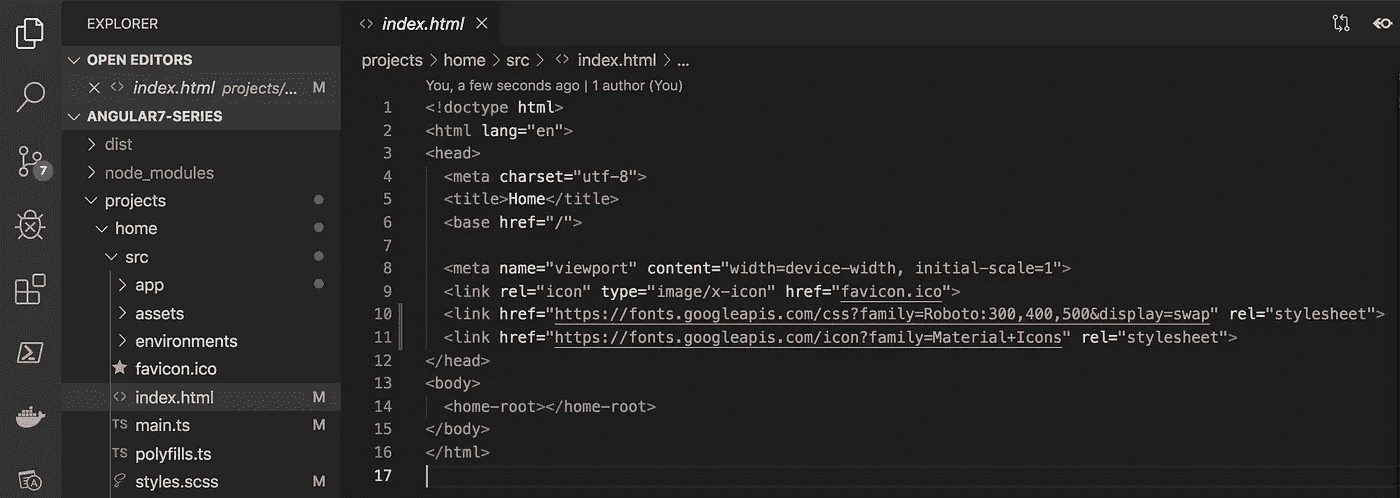 EXPLORER
OPEN EDITORS
index.html projects/... M
ANGULAR7-SERIES
dist
node_modules
7
projects
home
src
app
assets
environments
favicon.ico
index.html M
TS main.ts M
TS polyfills.ts
styles.scss M
index.html
projects > home > src > <> index.html > ...
You, a few seconds ago | 1 author (You)
1 <!doctype html>
2 <html lang="en">
3 <head>
4   <meta charset="utf-8">
5   <title>Home</title>
6   <base href="/">
7
8   <meta name="viewport" content="width=device-width, initial-scale=1">
9   <link rel="icon" type="image/x-icon" href="favicon.ico">
10   <link href="https://fonts.googleapis.com/css?family=Roboto:300,400,500&display=swap" rel="stylesheet">
11   <link href="https://fonts.googleapis.com/icon?family=Material+Icons" rel="stylesheet">
12 </head>
13 <body>
14   <home-root></home-root>
15 </body>
16 </html>
17